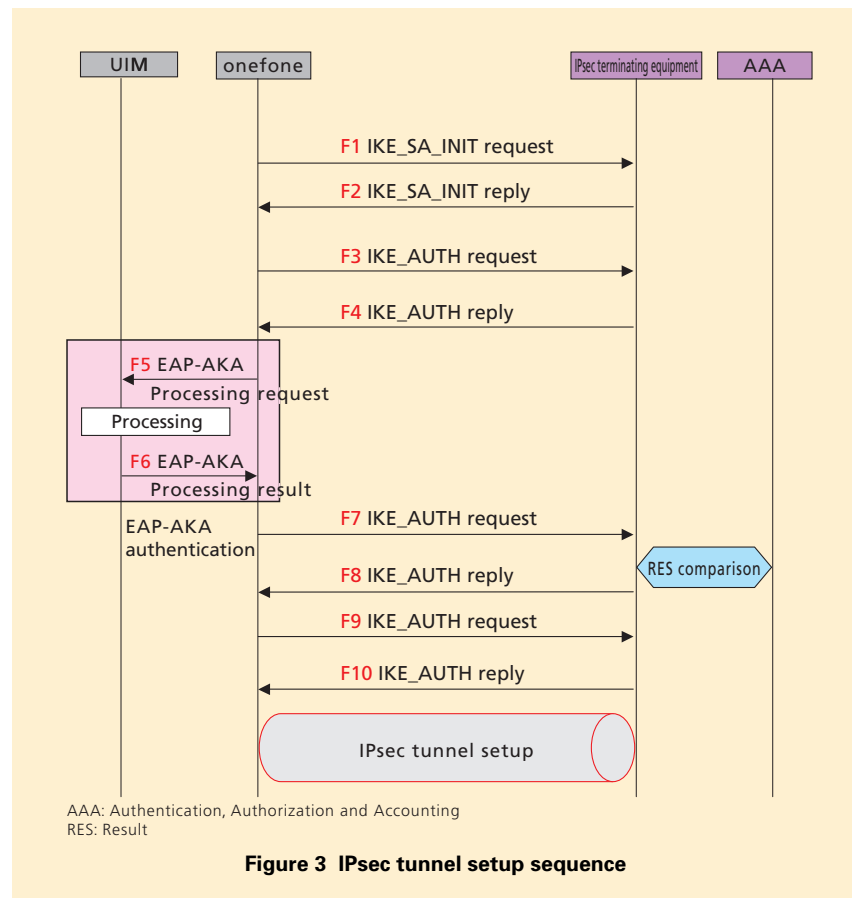 UIM
onefone
IPsec terminating equipment
AAA
F1 IKE_SA_INIT request
F2 IKE_SA_INIT reply
F3 IKE_AUTH request
F4 IKE_AUTH reply
F5 EAP-AKA
Processing request
Processing
F6 EAP-AKA
Processing result
EAP-AKA
authentication
F7 IKE_AUTH request
RES comparison
F8 IKE_AUTH reply
F9 IKE_AUTH request
F10 IKE_AUTH reply
IPsec tunnel setup
AAA: Authentication, Authorization and Accounting
RES: Result
Figure 3 IPsec tunnel setup sequence